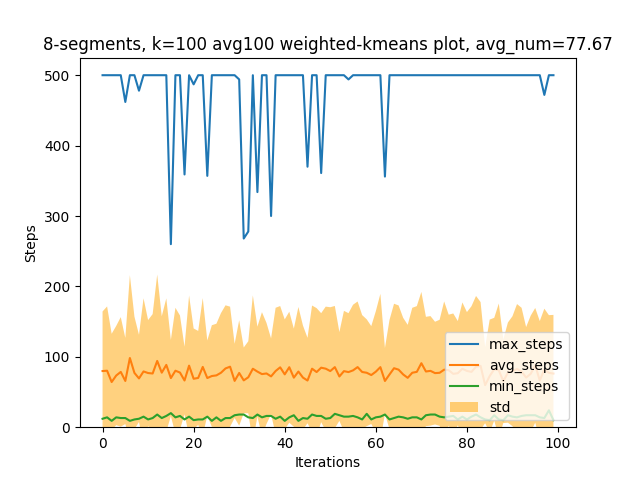 8-segments, k=100 avg100 weighted-kmeans plot, avg_num=77.67
500
400
300
200
100
0
Steps
max_steps
avg_steps
min_steps
std
0 20 40 60 80 100
Iterations